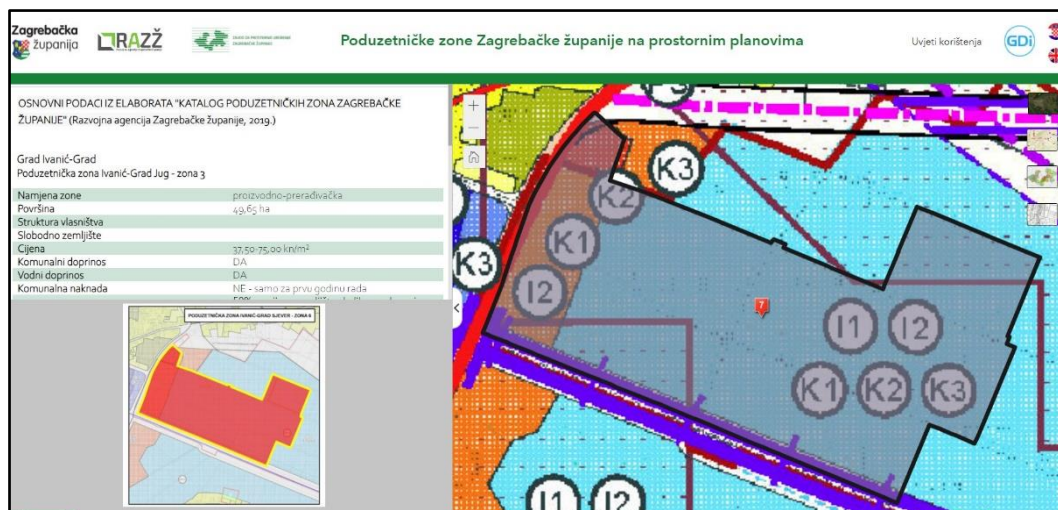 Zagrebačka
županija
RAZŽ
Poduzetničke zone Zagrebačke županije na prostornim planovima
Uvjeti korištenja
GDi
OSNOVNI PODACI IZ ELABORATA "KATALOG PODUZETNIČKIH ZONA ZAGREBAČKE
ŽUPANIJE" (Razvojna agencija Zagrebačke županije, 2019.)
Grad Ivanić-Grad
Poduzetnička zona Ivanić-Grad Jug - zona 3
Namjena zone proizvodno-prerađivačka
Površina 49,65 ha
Struktura vlasništva
Slobodno zemljište
Cijena 37,50-75,00 kn/m²
Komunalni doprinos DA
Vodni doprinos DA
Komunalna naknada NE - samo za prvu godinu rada
PODUZETNIČKA ZONA IVANIĆ-GRAD SJEVER - ZONA 6
+
K3
K2
K1
K3
I2
7
I1 I2
K1 K2 K3
I1 I2